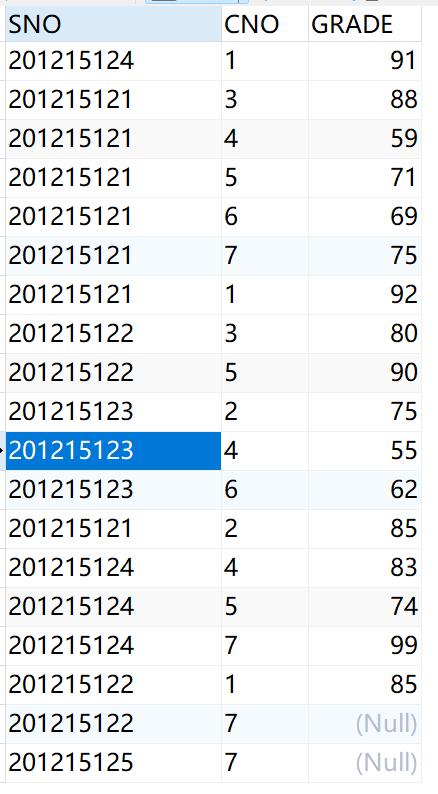 SNO CNO GRADE
201215124 1 91
201215121 3 88
201215121 4 59
201215121 5 71
201215121 6 69
201215121 7 75
201215121 1 92
201215122 3 80
201215122 5 90
201215123 2 75
201215123 4 55
201215123 6 62
201215121 2 85
201215124 4 83
201215124 5 74
201215124 7 99
201215122 1 85
201215122 7 (Null)
201215125 7 (Null)